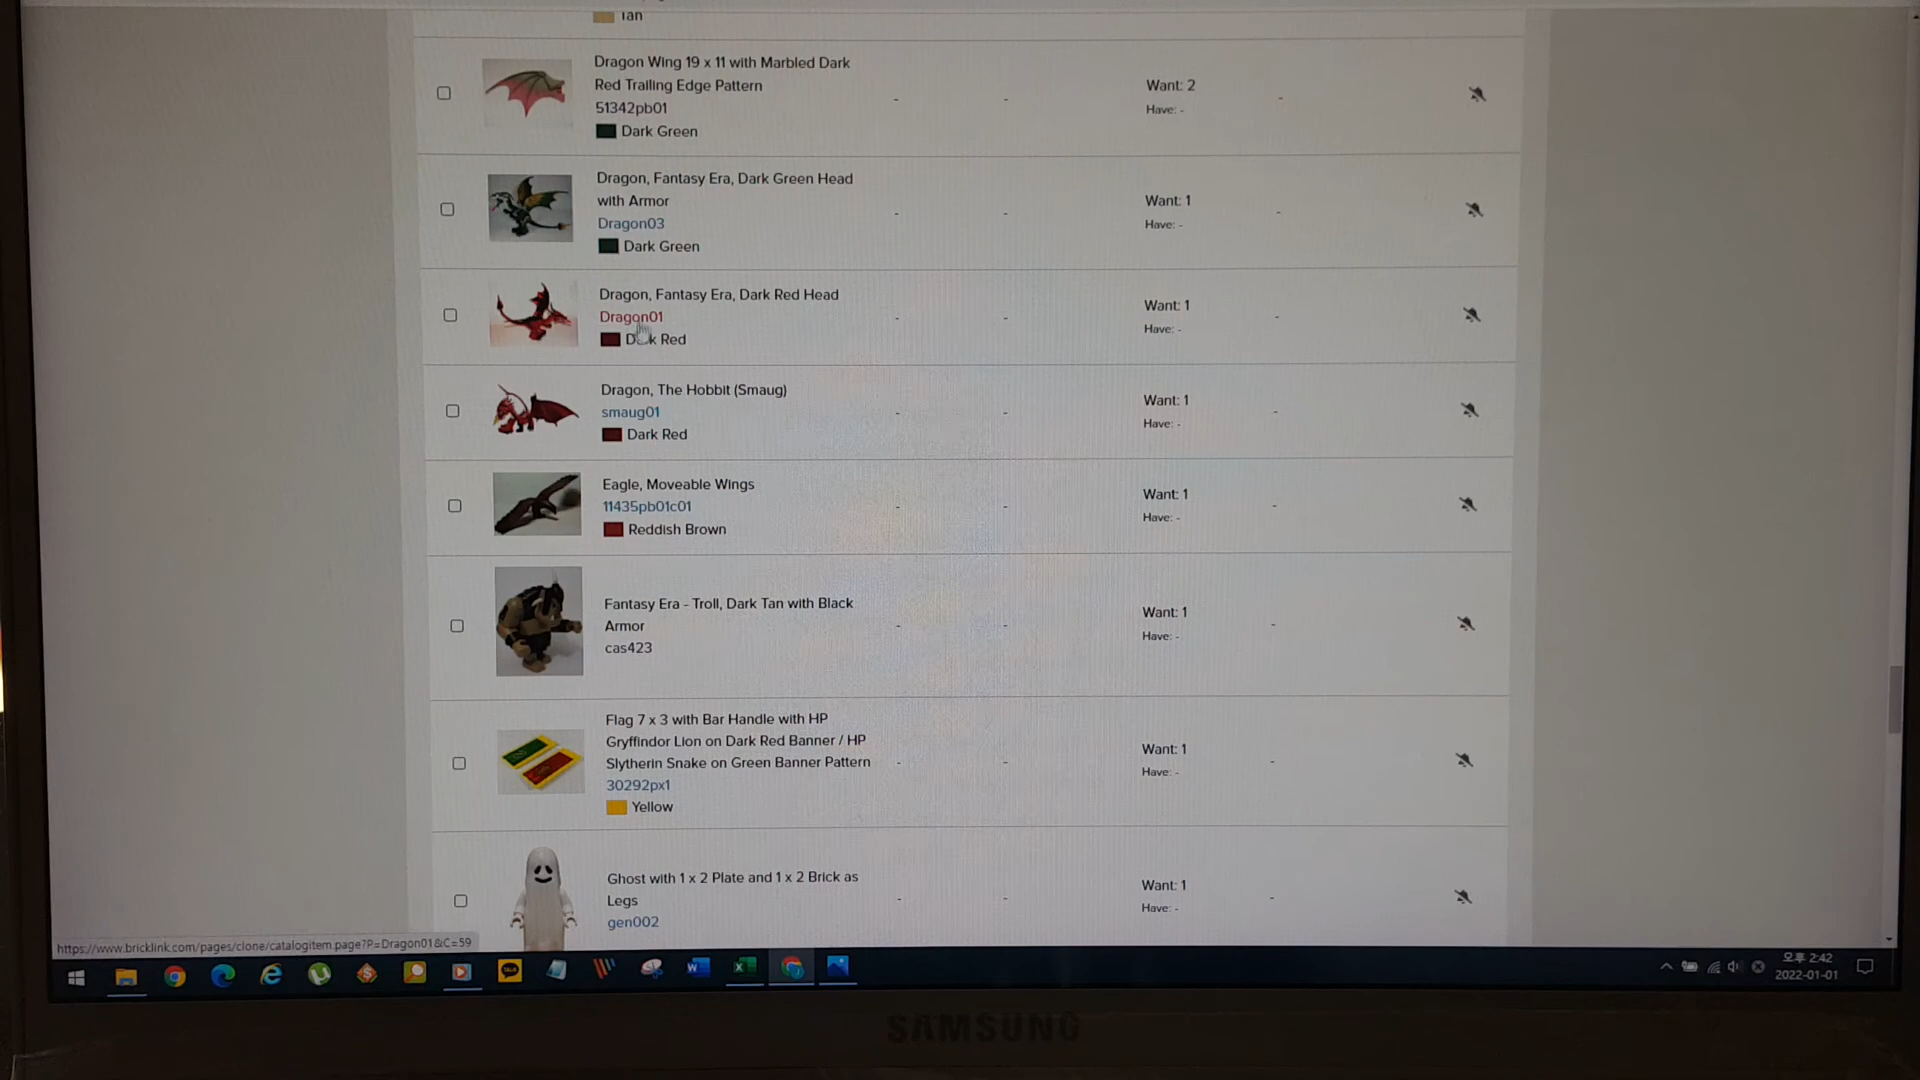 Tan
Dragon Wing 19 x 11 with Marbled Dark
Red Trailing Edge Pattern
51342pb01
Dark Green
Want: 2
Have: -
Dragon, Fantasy Era, Dark Green Head
with Armor
Dragon03
Dark Green
Want: 1
Have: -
Dragon, Fantasy Era, Dark Red Head
Dragon01
Dark Red
Want: 1
Have: -
Dragon, The Hobbit (Smaug)
smaug01
Dark Red
Want: 1
Have: -
Eagle, Moveable Wings
11435pb01c01
Reddish Brown
Want: 1
Have: -
Fantasy Era - Troll, Dark Tan with Black
Armor
cas423
Want: 1
Have: -
Flag 7 x 3 with Bar Handle with HP
Gryffindor Lion on Dark Red Banner / HP
Slytherin Snake on Green Banner Pattern
30292px1
Yellow
Want: 1
Have: -
Ghost with 1 x 2 Plate and 1 x 2 Brick as
Legs
gen002
Want: 1
Have: -
https://www.bricklink.com/pages/clone/catalogitem.page?P=Dragon01&C=59
TALK
오후 2:42
2022-01-01
SAMSUNG